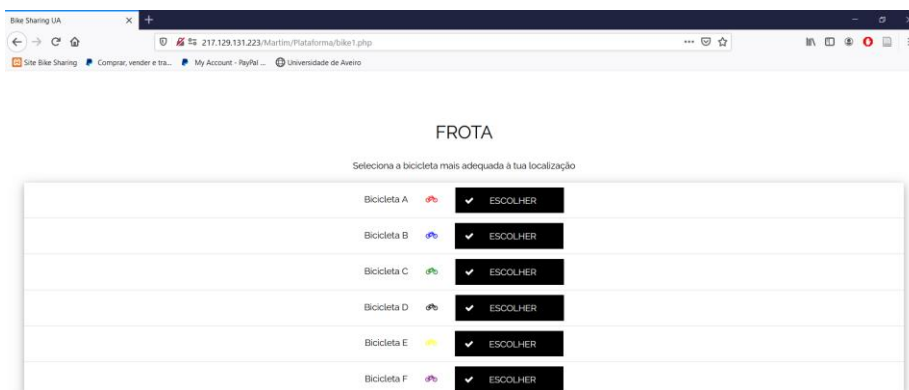 Bike Sharing UA
217.129.131.223/Martim/Plataforma/bike1.php
Site Bike Sharing Comprar, vender e tra... My Account - PayPal ... Universidade de Aveiro
FROTA
Seleciona a bicicleta mais adequada à tua localização
Bicicleta A ESCOLHER
Bicicleta B ESCOLHER
Bicicleta C ESCOLHER
Bicicleta D ESCOLHER
Bicicleta E ESCOLHER
Bicicleta F ESCOLHER